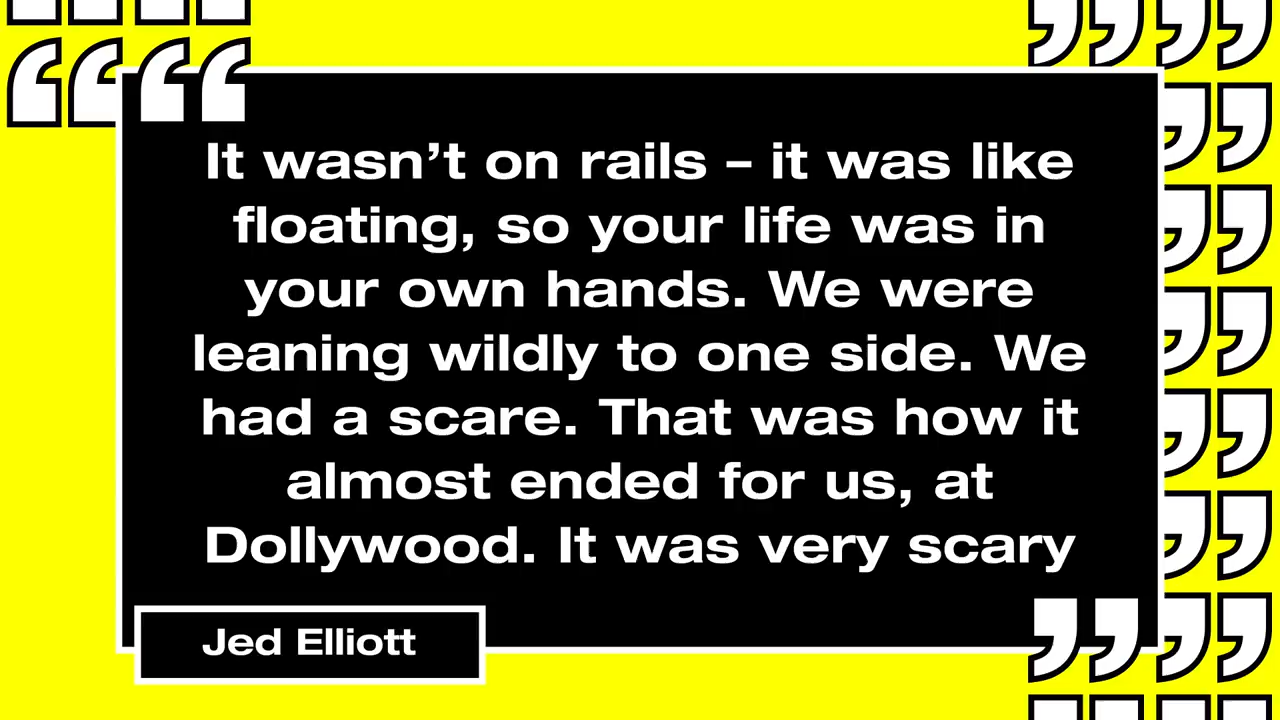 It wasn’t on rails – it was like
floating, so your life was in
your own hands. We were
leaning wildly to one side. We
had a scare. That was how it
almost ended for us, at
Dollywood. It was very scary
Jed Elliott